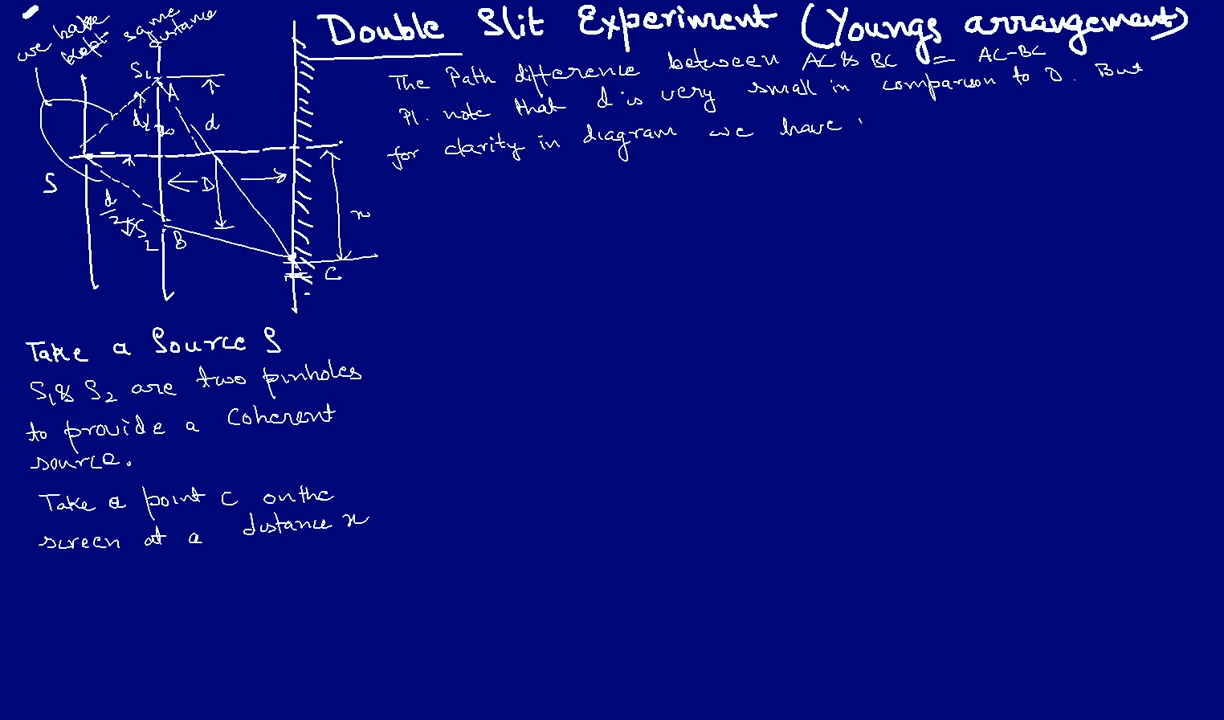 Double Slit Experiment (Youngs arrangement)
we have
kept same
distance
The Path difference between AC & BC = AC-BC
Pl. note that d is very small in comparison to D. But
for clarity in diagram we have
S1
A
d/2
d
S
D
x
d/2
S2
B
C
Take a Source S
S1 & S2 are two pinholes
to provide a coherent
source.
Take a point C on the
screen at a distance x